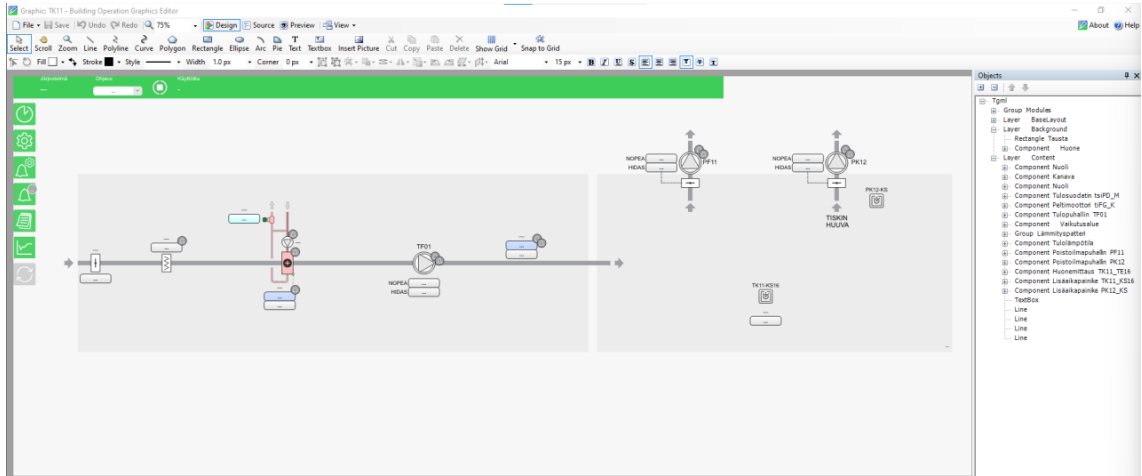 Graphic: TK11 - Building Operation Graphics Editor
File Save Undo Redo 75% Design Source Preview View About Help
Select Scroll Zoom Line Polyline Curve Polygon Rectangle Ellipse Arc Pie Text Textbox Insert Picture Cut Copy Paste Delete Show Grid Snap to Grid
Fill Stroke Style Width 1.0 px Corner 0 px Arial 15 px B I U S
Järjestelmä Ohjaus Käyttötila
Objects
Tgml
Group Modules
Layer BaseLayout
Layer Background
Rectangle Tausta
Component Huone
Layer Content
Component Nuoli
Component Kanava
Component Nuoli
Component Tulosuodatin tsiPD_M
Component Peltimoottori tiFG_K
Component Tulopuhallin TF01
Component Vaikutusalue
Group Lämmityspatteri
Component Tulolämpötila
Component Poistoilmapuhallin PF11
Component Poistoilmapuhallin PK12
Component Huonemittaus TK11_TE16
Component Lisäaikapainike TK11_KS16
Component Lisäaikapainike PK12_KS
TextBox
Line
Line
Line
Line
NOPEA
HIDAS
PF11
NOPEA
HIDAS
PK12
PK12-KS
TISKIN
HUUVA
TF01
NOPEA
HIDAS
TK11-KS16